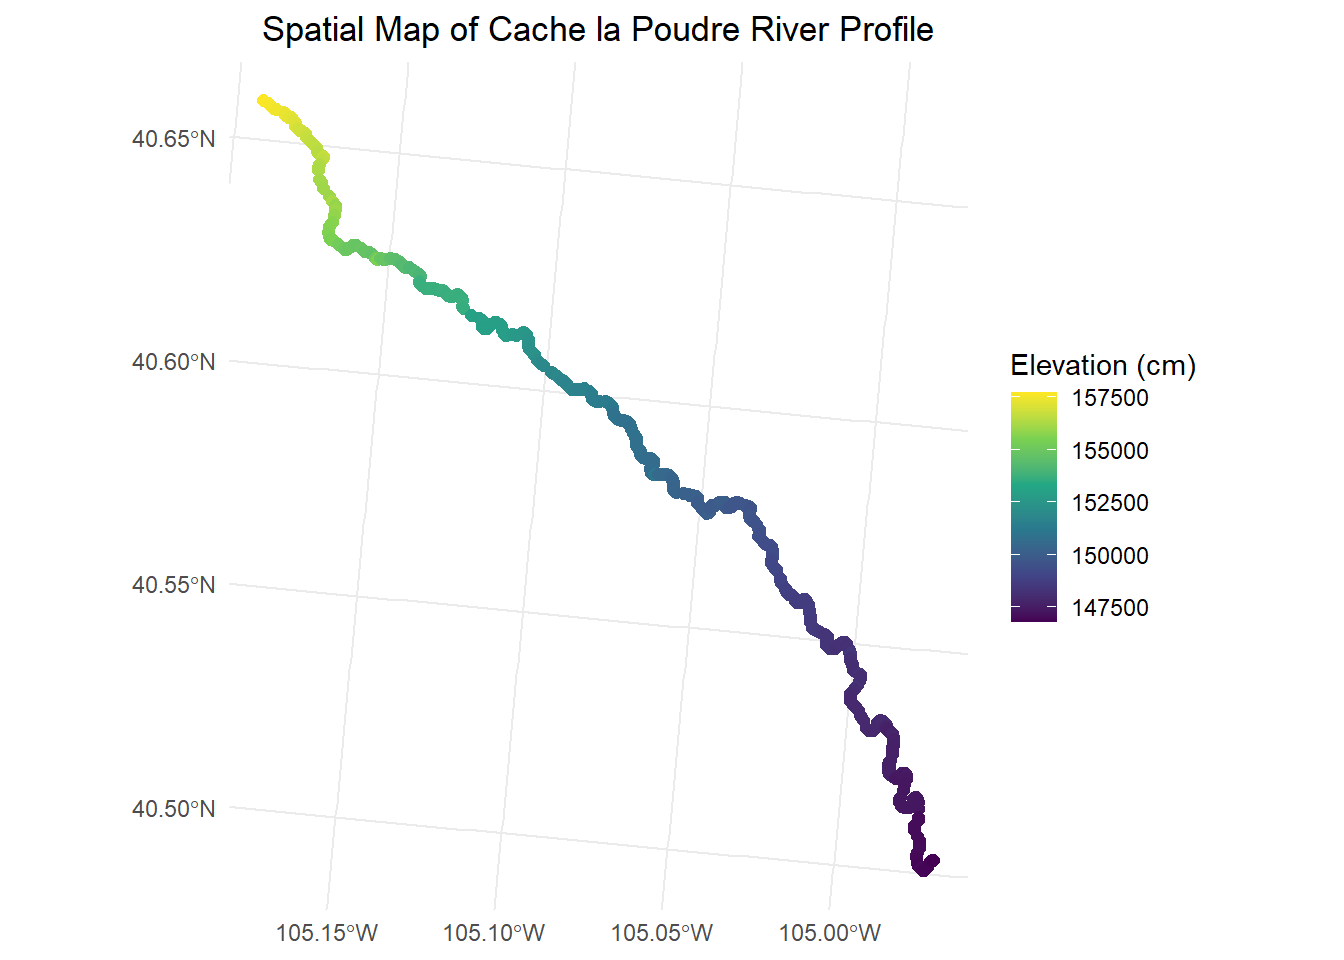 Spatial Map of Cache la Poudre River Profile
40.65°N
40.60°N
40.55°N
40.50°N
105.15°W
105.10°W
105.05°W
105.00°W
Elevation (cm)
157500
155000
152500
150000
147500